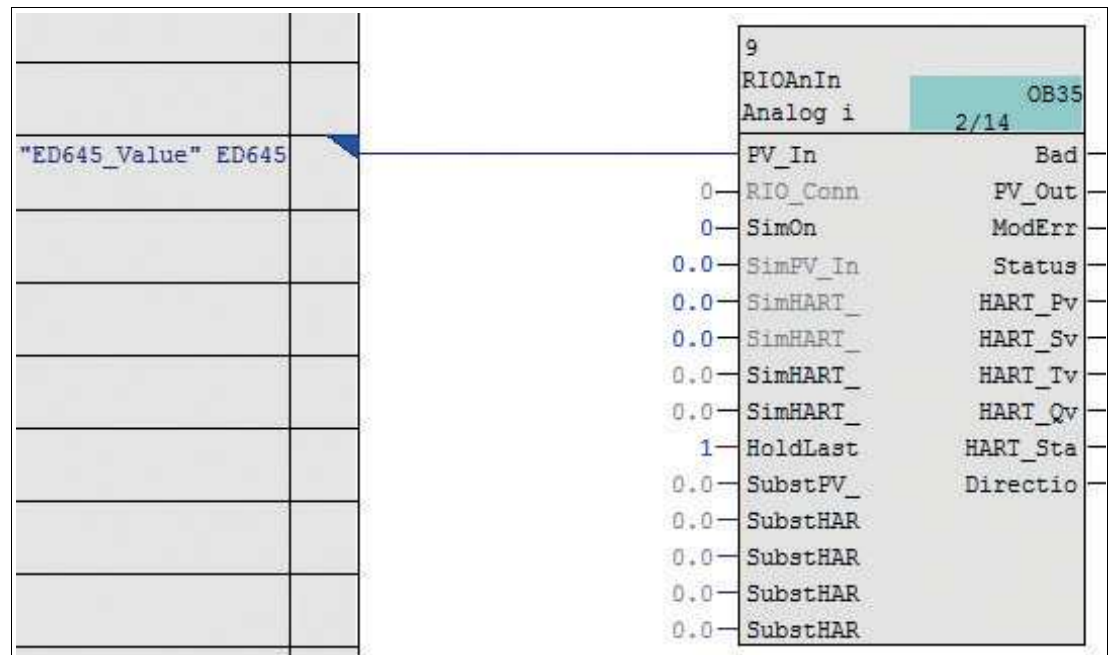 9
RIOAnIn
OB35
Analog i
2/14
"ED645_Value" ED645
PV_In Bad
0 RIO_Conn PV_Out
0 SimOn ModErr
0.0 SimPV_In Status
0.0 SimHART_ HART_Pv
0.0 SimHART_ HART_Sv
0.0 SimHART_ HART_Tv
0.0 SimHART_ HART_Qv
1 HoldLast HART_Sta
0.0 SubstPV_ Directio
0.0 SubstHAR
0.0 SubstHAR
0.0 SubstHAR
0.0 SubstHAR